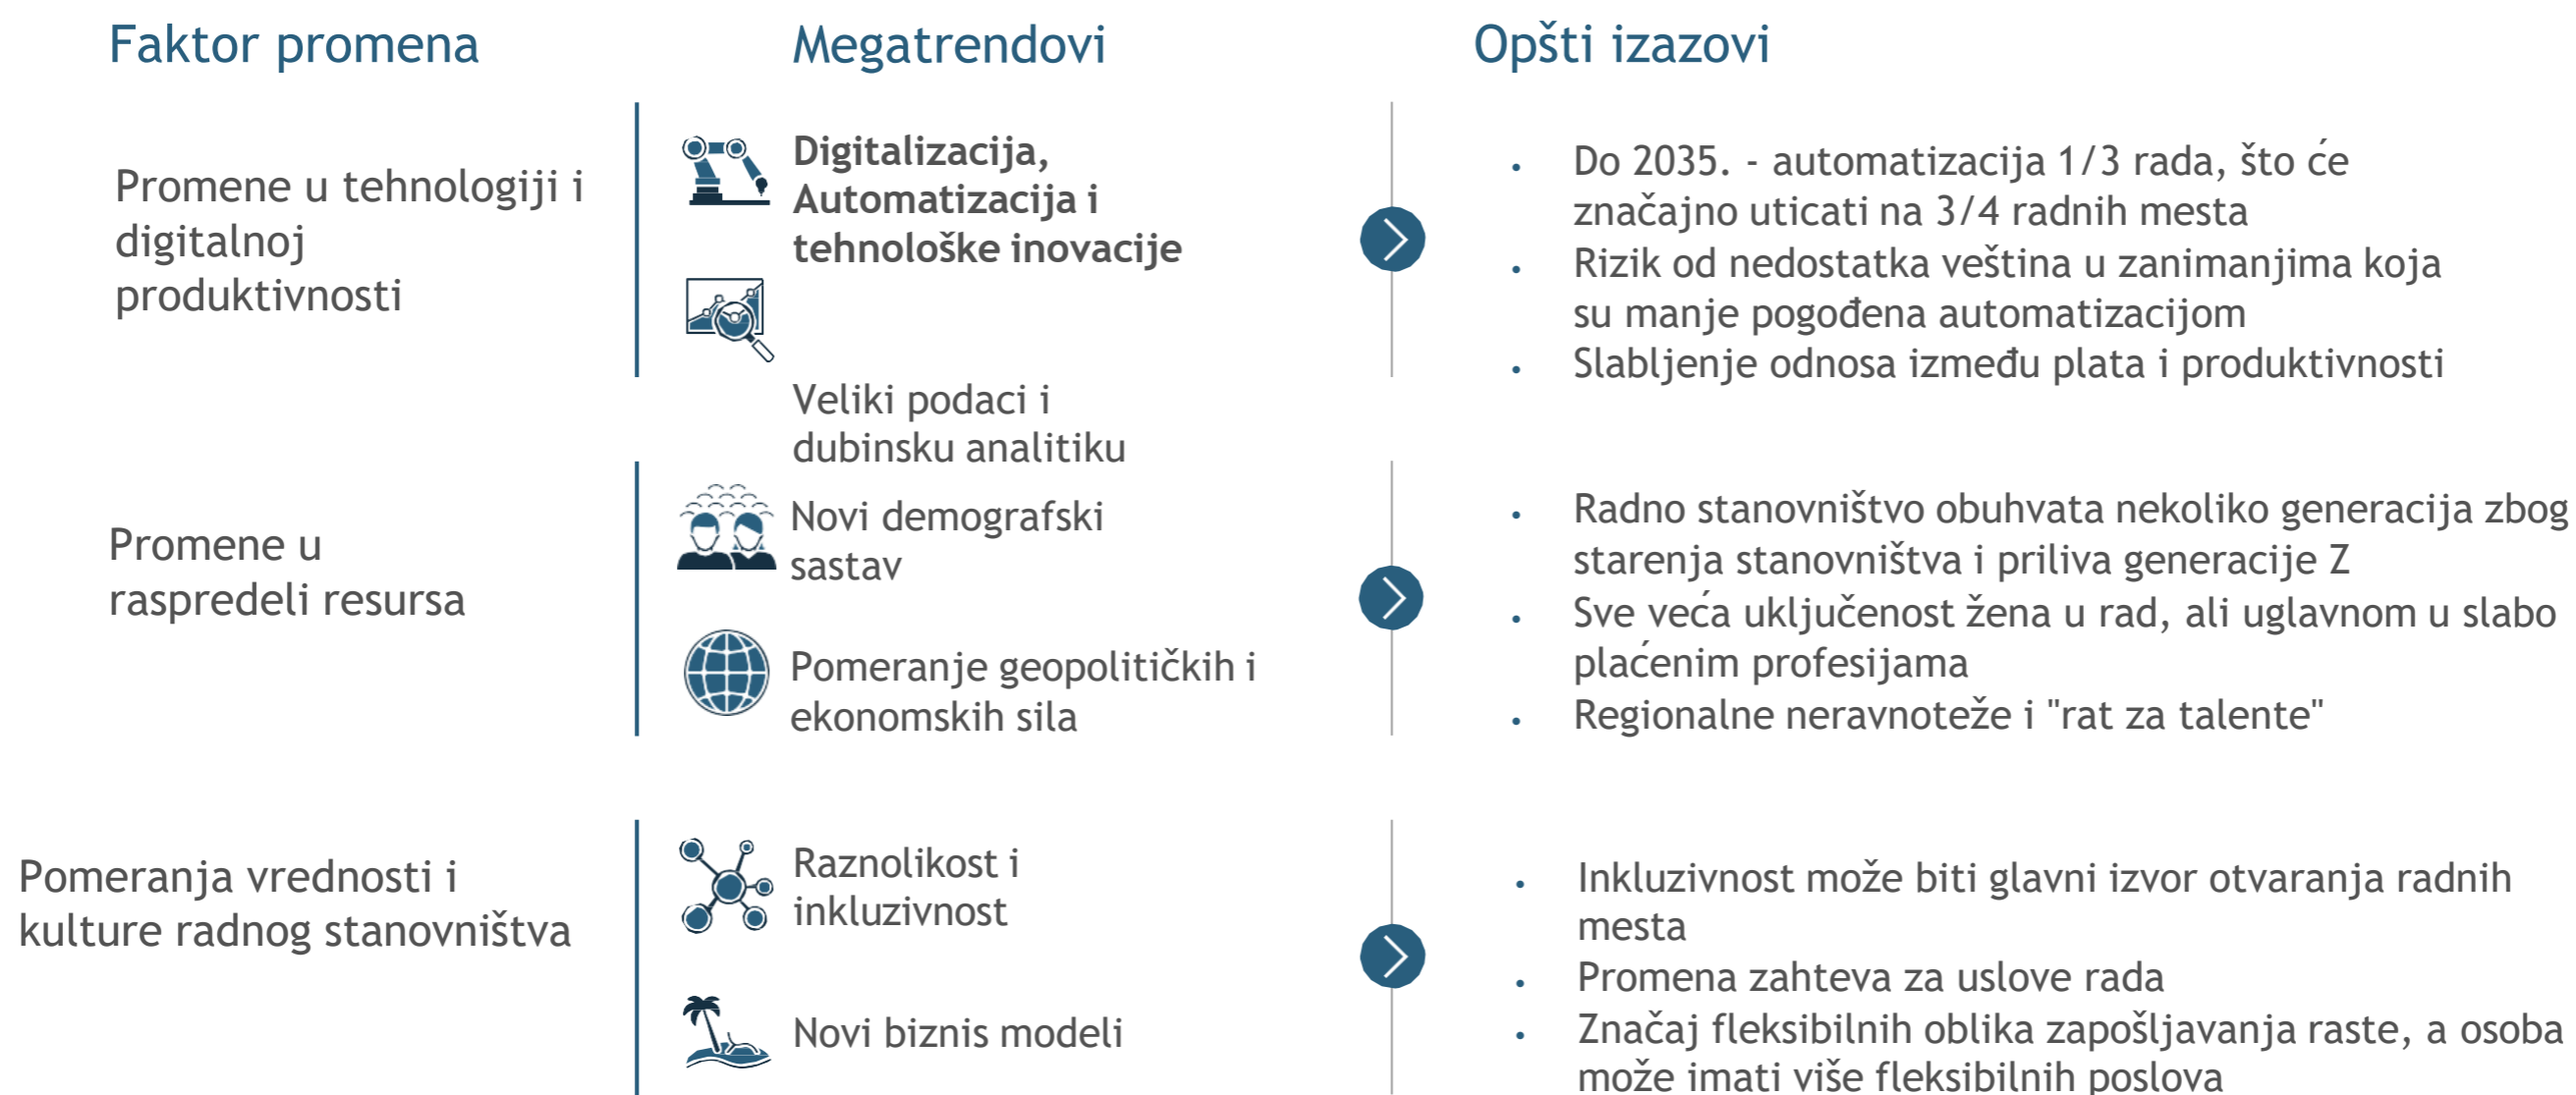 Faktor promena
Megatrendovi
Opšti izazovi
Promene u tehnologiji i
digitalnoj
produktivnosti
Digitalizacija,
Automatizacija i
tehnološke inovacije
Veliki podaci i
dubinsku analitiku
• Do 2035. - automatizacija 1/3 rada, što će
značajno uticati na 3/4 radnih mesta
• Rizik od nedostatka veština u zanimanjima koja
su manje pogođena automatizacijom
• Slabljenje odnosa između plata i produktivnosti
Promene u
raspredeli resursa
Novi demografski
sastav
Pomeranje geopolitičkih i
ekonomskih sila
• Radno stanovništvo obuhvata nekoliko generacija zbog
starenja stanovništva i priliva generacije Z
• Sve veća uključenost žena u rad, ali uglavnom u slabo
plaćenim profesijama
• Regionalne neravnoteže i "rat za talente"
Pomeranja vrednosti i
kulture radnog stanovništva
Raznolikost i
inkluzivnost
Novi biznis modeli
• Inkluzivnost može biti glavni izvor otvaranja radnih
mesta
• Promena zahteva za uslove rada
• Značaj fleksibilnih oblika zapošljavanja raste, a osoba
može imati više fleksibilnih poslova